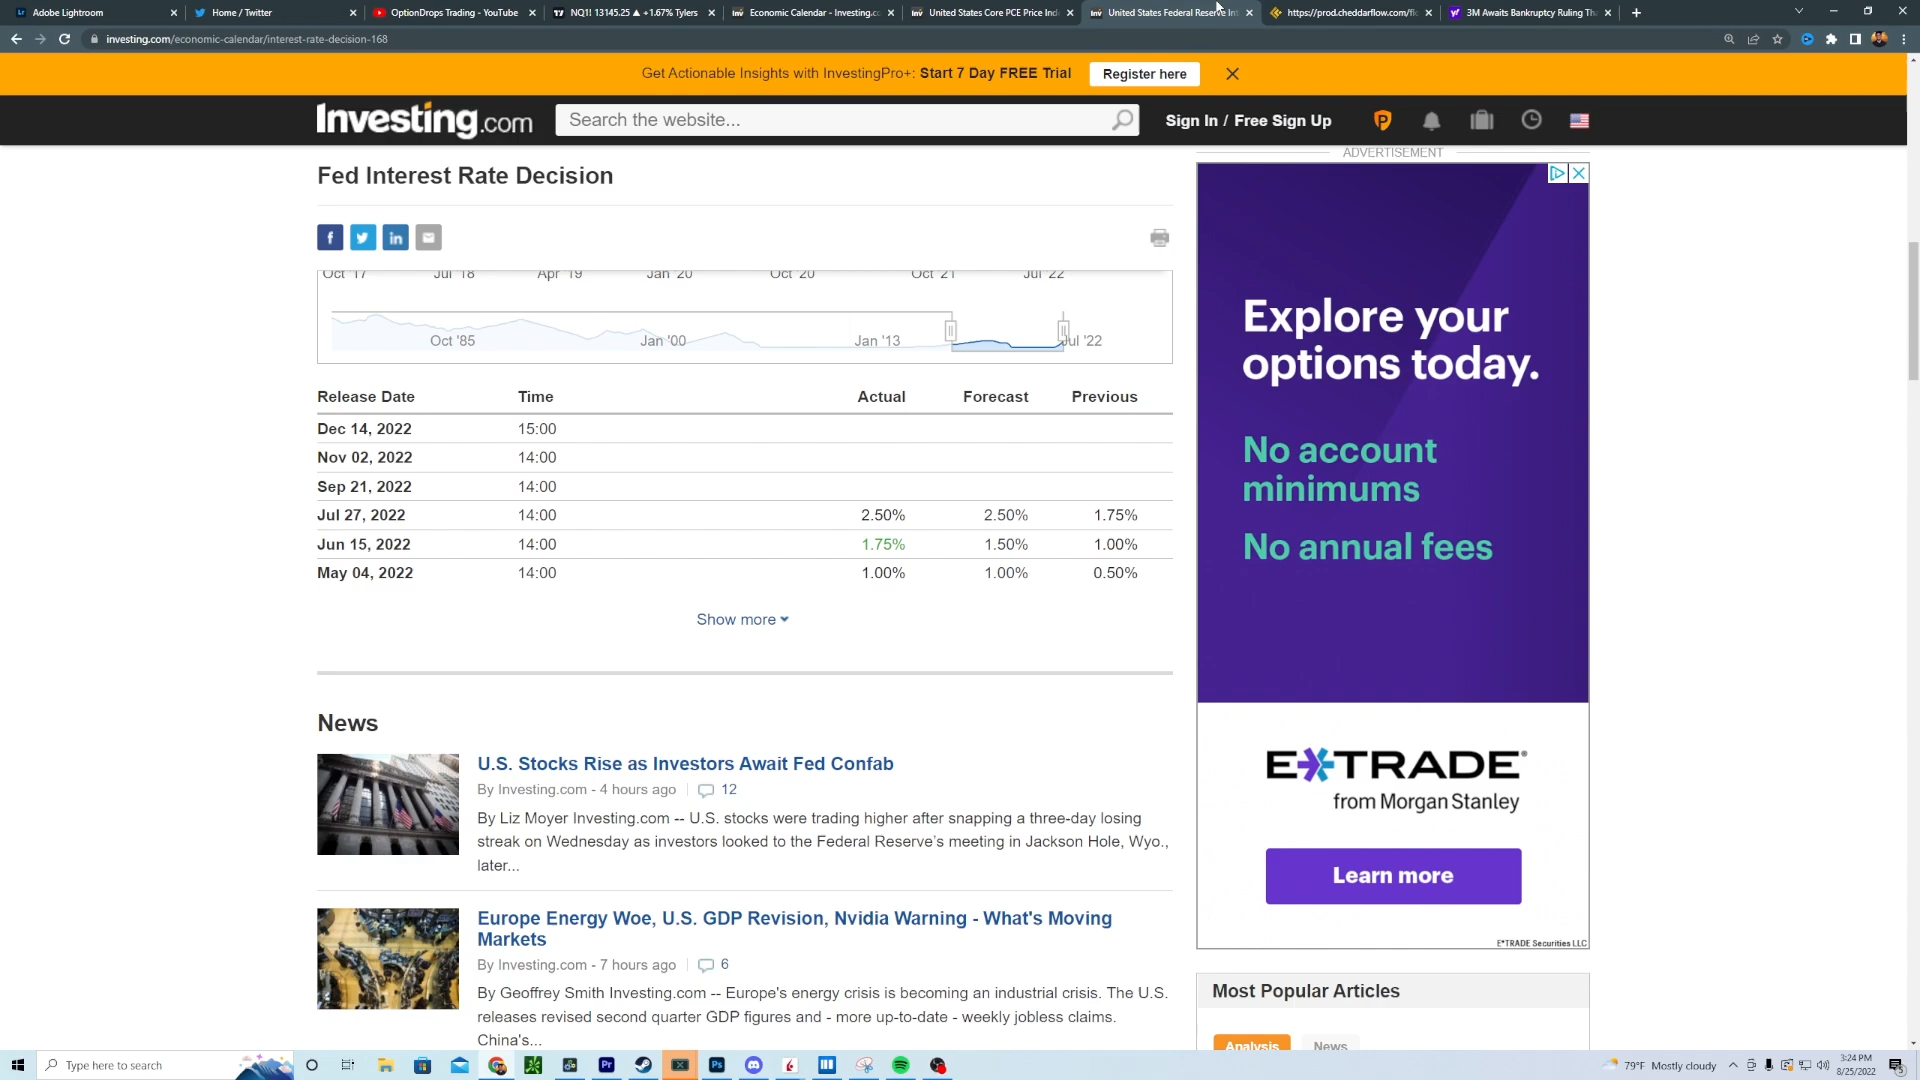 Adobe Lightroom
Home / Twitter
OptionDrops Trading - YouTube
NQ1! 13145.25 ▲ +1.67% Tylers
Economic Calendar - Investing.c
United States Core PCE Price Ind
United States Federal Reserve Int
https://prod.cheddarflow.com/flo
3M Awaits Bankruptcy Ruling Th
investing.com/economic-calendar/interest-rate-decision-168
Get Actionable Insights with InvestingPro+: Start 7 Day FREE Trial
Register here
Investing.com
Search the website...
Sign In / Free Sign Up
ADVERTISEMENT
Fed Interest Rate Decision
Oct '17 Jul '18 Apr '19 Jan '20 Oct '20 Oct '21 Jul '22
Oct '85 Jan '00 Jan '13 Jul '22
Release Date Time Actual Forecast Previous
Dec 14, 2022 15:00
Nov 02, 2022 14:00
Sep 21, 2022 14:00
Jul 27, 2022 14:00 2.50% 2.50% 1.75%
Jun 15, 2022 14:00 1.75% 1.50% 1.00%
May 04, 2022 14:00 1.00% 1.00% 0.50%
Show more
News
U.S. Stocks Rise as Investors Await Fed Confab
By Investing.com - 4 hours ago 12
By Liz Moyer Investing.com -- U.S. stocks were trading higher after snapping a three-day losing
streak on Wednesday as investors looked to the Federal Reserve's meeting in Jackson Hole, Wyo.,
later...
Europe Energy Woe, U.S. GDP Revision, Nvidia Warning - What's Moving
Markets
By Investing.com - 7 hours ago 6
By Geoffrey Smith Investing.com -- Europe's energy crisis is becoming an industrial crisis. The U.S.
releases revised second quarter GDP figures and - more up-to-date - weekly jobless claims.
China's...
Explore your
options today.
No account
minimums
No annual fees
E*TRADE®
from Morgan Stanley
Learn more
E*TRADE Securities LLC
Most Popular Articles
Analysis News
Type here to search
79°F Mostly cloudy
3:24 PM
8/25/2022